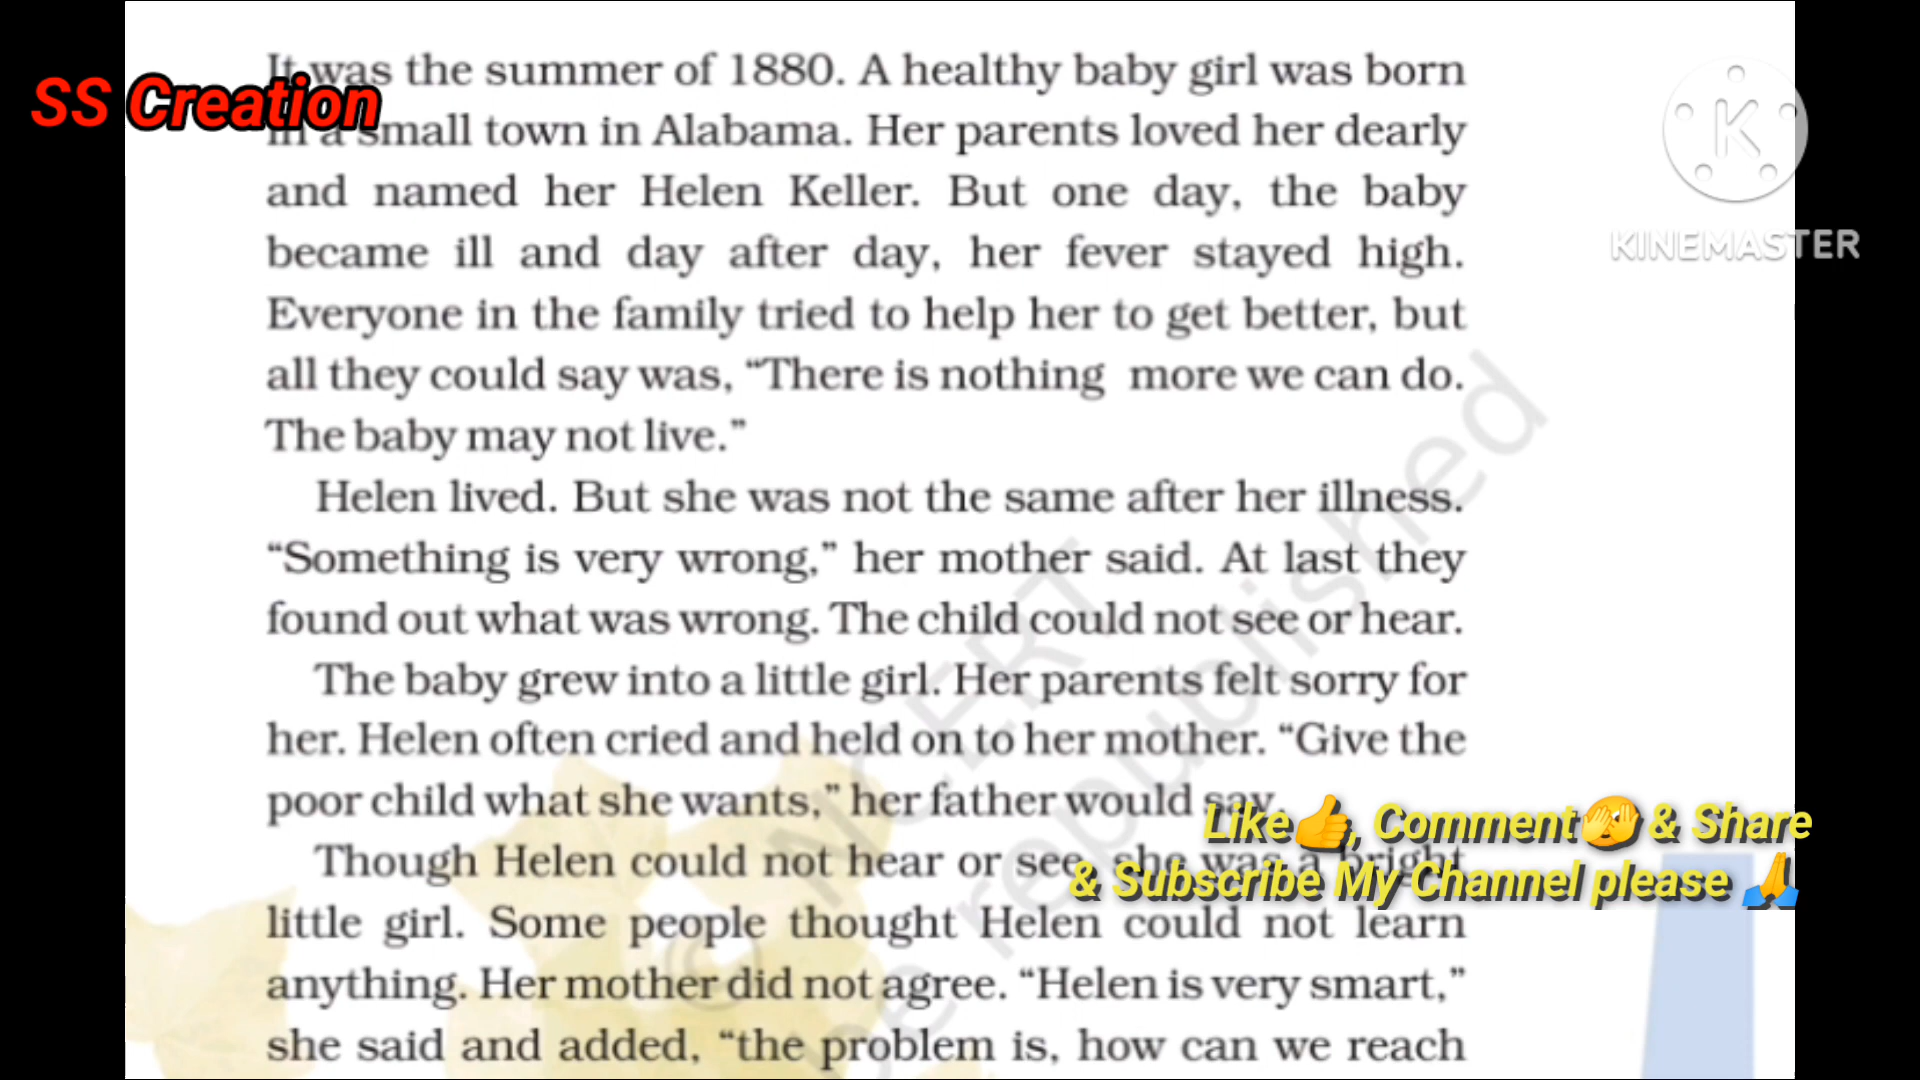 It was the summer of 1880. A healthy baby girl was born
in a small town in Alabama. Her parents loved her dearly
and named her Helen Keller. But one day, the baby
became ill and day after day, her fever stayed high.
Everyone in the family tried to help her to get better, but
all they could say was, “There is nothing more we can do.
The baby may not live.”
Helen lived. But she was not the same after her illness.
“Something is very wrong,” her mother said. At last they
found out what was wrong. The child could not see or hear.
The baby grew into a little girl. Her parents felt sorry for
her. Helen often cried and held on to her mother. “Give the
poor child what she wants,” her father would say.
Though Helen could not hear or see, she was a bright
little girl. Some people thought Helen could not learn
anything. Her mother did not agree. “Helen is very smart,”
she said and added, “the problem is, how can we reach
SS Creation
K
KINEMASTER
Like👍, Comment🫣 & Share
& Subscribe My Channel please 🙏
© NCERT
be republished